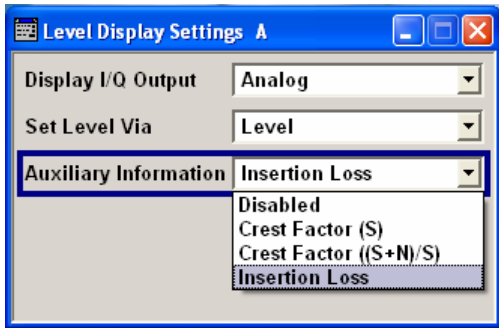 Level Display Settings A
Display I/Q Output Analog
Set Level Via Level
Auxiliary Information Insertion Loss
Disabled
Crest Factor (S)
Crest Factor ((S+N)/S)
Insertion Loss